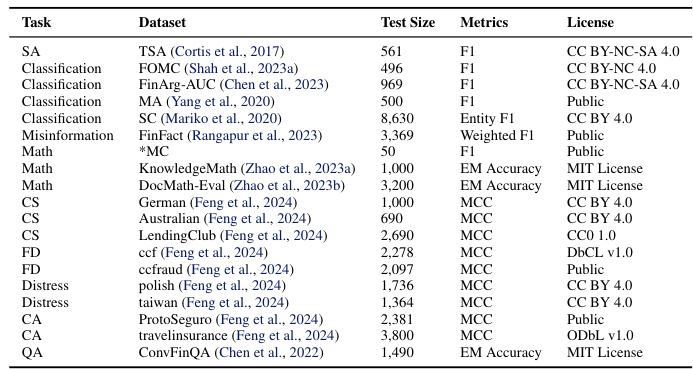 Task Dataset Test Size Metrics License
SA TSA (Cortis et al., 2017) 561 F1 CC BY-NC-SA 4.0
Classification FOMC (Shah et al., 2023a) 496 F1 CC BY-NC 4.0
Classification FinArg-AUC (Chen et al., 2023) 969 F1 CC BY-NC-SA 4.0
Classification MA (Yang et al., 2020) 500 F1 Public
Classification SC (Mariko et al., 2020) 8,630 Entity F1 CC BY 4.0
Misinformation FinFact (Rangapur et al., 2023) 3,369 Weighted F1 Public
Math *MC 50 F1 Public
Math KnowledgeMath (Zhao et al., 2023a) 1,000 EM Accuracy MIT License
Math DocMath-Eval (Zhao et al., 2023b) 3,200 EM Accuracy MIT License
CS German (Feng et al., 2024) 1,000 MCC CC BY 4.0
CS Australian (Feng et al., 2024) 690 MCC CC BY 4.0
CS LendingClub (Feng et al., 2024) 2,690 MCC CC0 1.0
FD ccf (Feng et al., 2024) 2,278 MCC DbCL v1.0
FD ccfraud (Feng et al., 2024) 2,097 MCC Public
Distress polish (Feng et al., 2024) 1,736 MCC CC BY 4.0
Distress taiwan (Feng et al., 2024) 1,364 MCC CC BY 4.0
CA ProtoSeguro (Feng et al., 2024) 2,381 MCC Public
CA travelinsurance (Feng et al., 2024) 3,800 MCC ODbL v1.0
QA ConvFinQA (Chen et al., 2022) 1,490 EM Accuracy MIT License